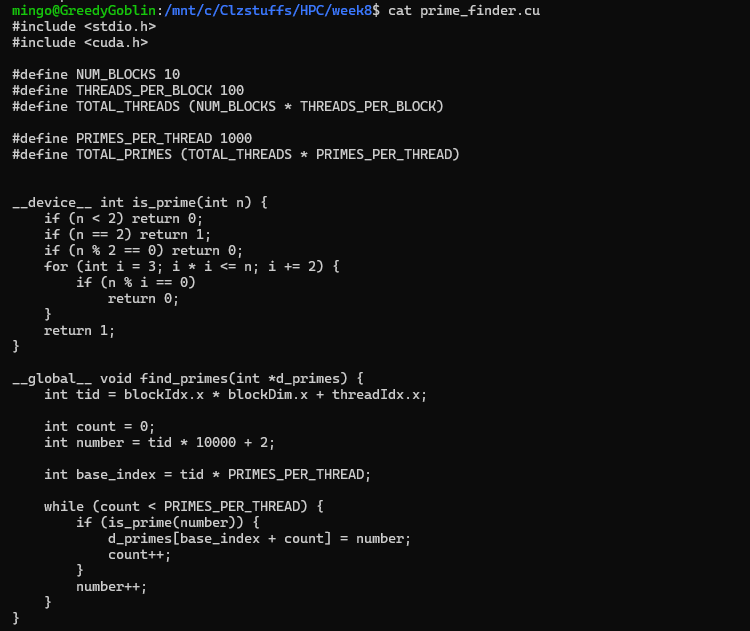 mingo@GreedyGoblin:/mnt/c/Clzstuffs/HPC/week8$ cat prime_finder.cu
#include <stdio.h>
#include <cuda.h>

#define NUM_BLOCKS 10
#define THREADS_PER_BLOCK 100
#define TOTAL_THREADS (NUM_BLOCKS * THREADS_PER_BLOCK)

#define PRIMES_PER_THREAD 1000
#define TOTAL_PRIMES (TOTAL_THREADS * PRIMES_PER_THREAD)


__device__ int is_prime(int n) {
    if (n < 2) return 0;
    if (n == 2) return 1;
    if (n % 2 == 0) return 0;
    for (int i = 3; i * i <= n; i += 2) {
        if (n % i == 0)
            return 0;
    }
    return 1;
}

__global__ void find_primes(int *d_primes) {
    int tid = blockIdx.x * blockDim.x + threadIdx.x;

    int count = 0;
    int number = tid * 10000 + 2;

    int base_index = tid * PRIMES_PER_THREAD;

    while (count < PRIMES_PER_THREAD) {
        if (is_prime(number)) {
            d_primes[base_index + count] = number;
            count++;
        }
        number++;
    }
}